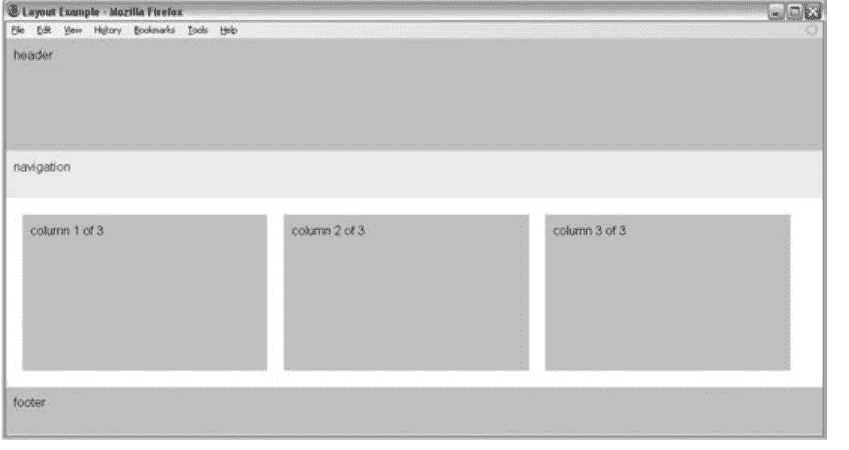 Layout Example - Mozilla Firefox
File Edit View History Bookmarks Tools Help
header
navigation
column 1 of 3
column 2 of 3
column 3 of 3
footer